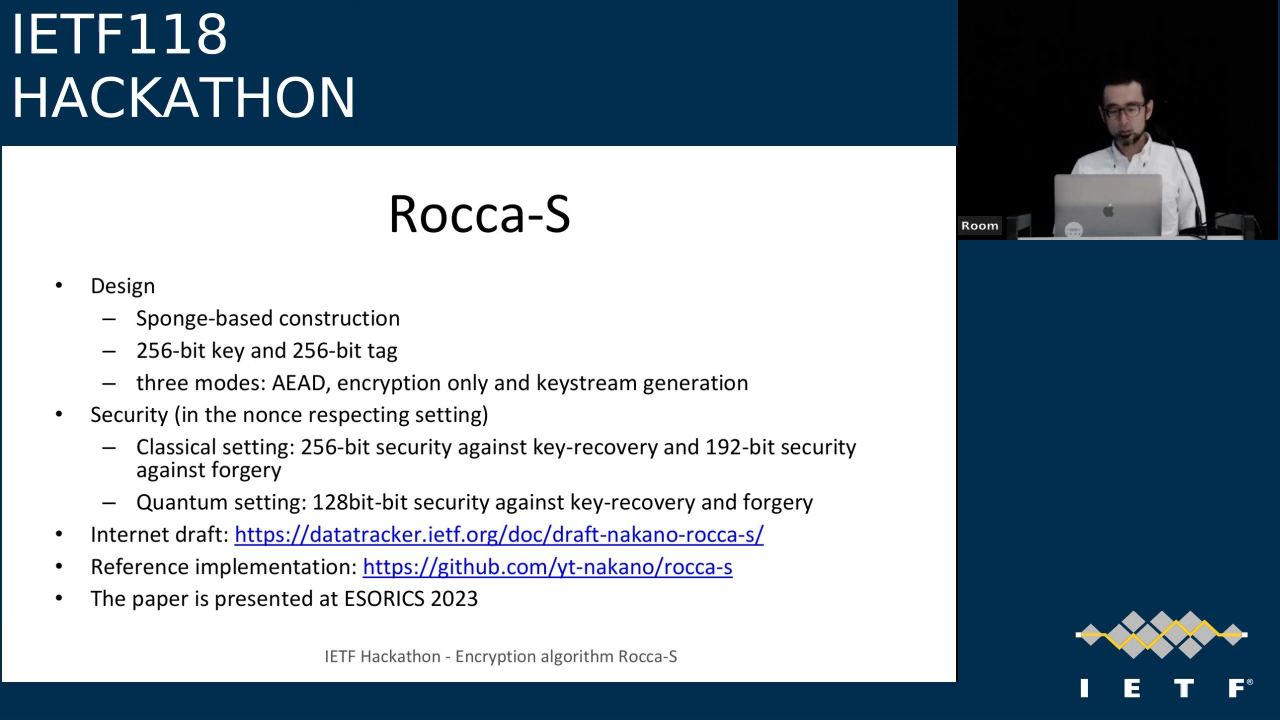 IETF118
HACKATHON
Room
Rocca-S
• Design
– Sponge-based construction
– 256-bit key and 256-bit tag
– three modes: AEAD, encryption only and keystream generation
• Security (in the nonce respecting setting)
– Classical setting: 256-bit security against key-recovery and 192-bit security
against forgery
– Quantum setting: 128bit-bit security against key-recovery and forgery
• Internet draft: https://datatracker.ietf.org/doc/draft-nakano-rocca-s/
• Reference implementation: https://github.com/yt-nakano/rocca-s
• The paper is presented at ESORICS 2023
IETF Hackathon - Encryption algorithm Rocca-S
I E T F®